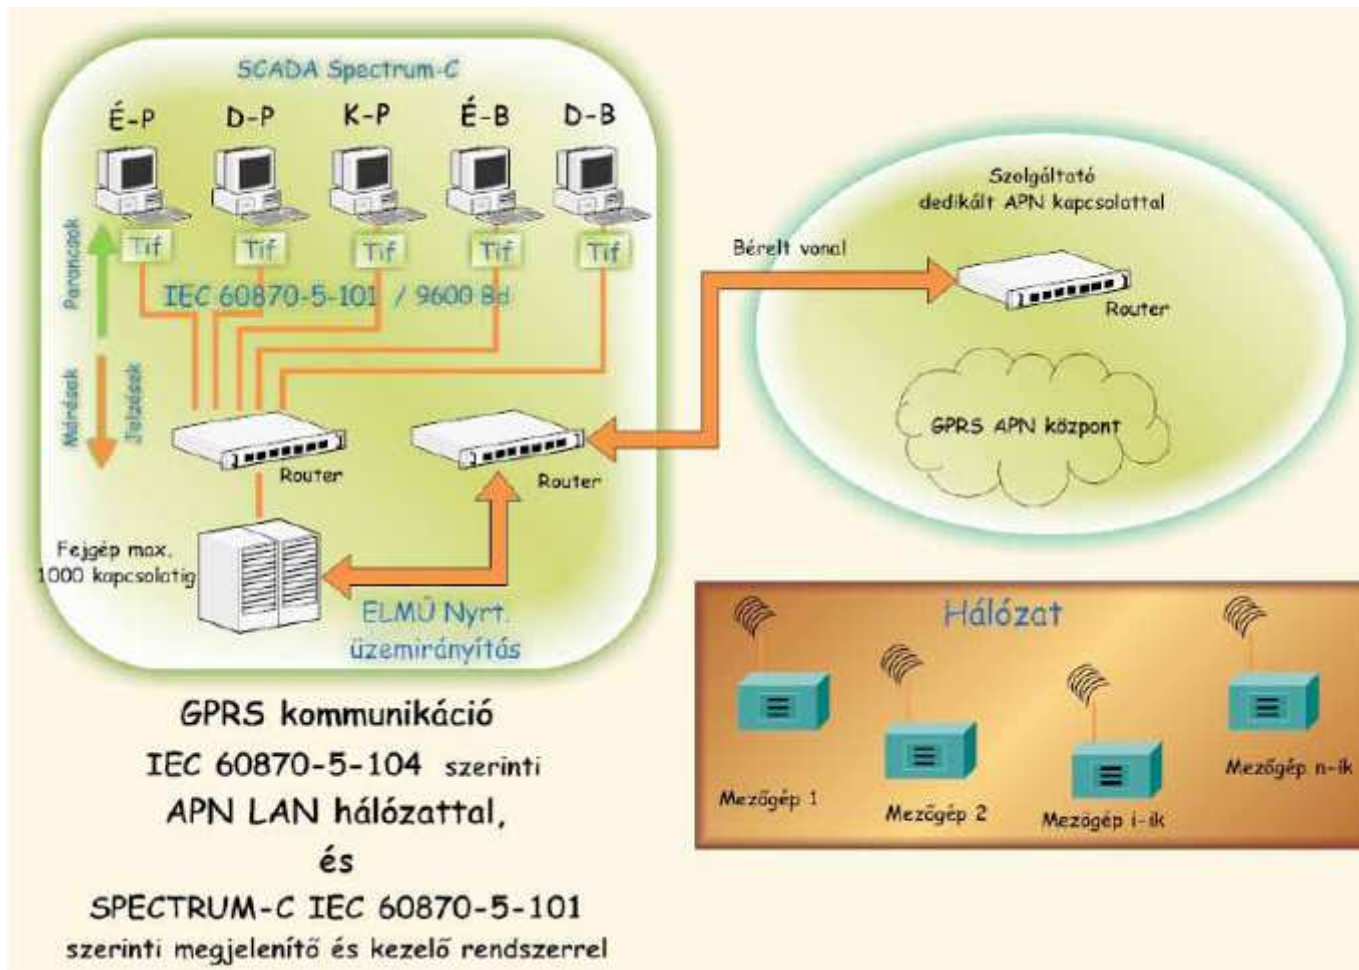 SCADA Spectrum-C
É-P D-P K-P É-B D-B
Tif Tif Tif Tif Tif
IEC 60870-5-101 / 9600 Bd
Parancsok
Mérések
Jelzések
Router
Router
Fejgép max.
1000 kapcsolatig
ELMŰ Nyrt.
üzemirányítás
Bérelt vonal
Szolgáltató
dedikált APN kapcsolattal
Router
GPRS APN központ
Hálózat
Mezőgép 1
Mezőgép 2
Mezőgép i-ik
Mezőgép n-ik
GPRS kommunikáció
IEC 60870-5-104 szerinti
APN LAN hálózattal,
és
SPECTRUM-C IEC 60870-5-101
szerinti megjelenítő és kezelő rendszerrel